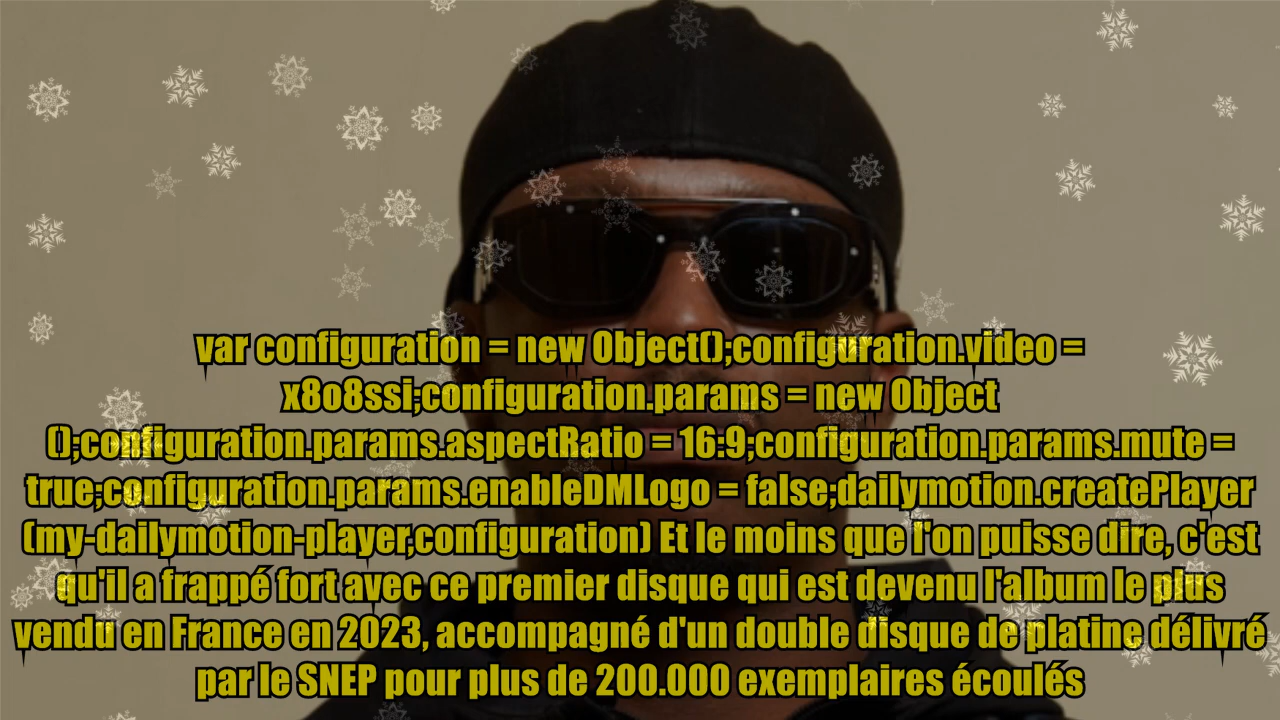 var configuration = new Object();configuration.video =
x8o8ssi;configuration.params = new Object
();configuration.params.aspectRatio = 16:9;configuration.params.mute =
true;configuration.params.enableDMLogo = false;dailymotion.createPlayer
(my-dailymotion-player,configuration) Et le moins que l'on puisse dire, c'est
qu'il a frappé fort avec ce premier disque qui est devenu l'album le plus
vendu en France en 2023, accompagné d'un double disque de platine délivré
par le SNEP pour plus de 200.000 exemplaires écoulés